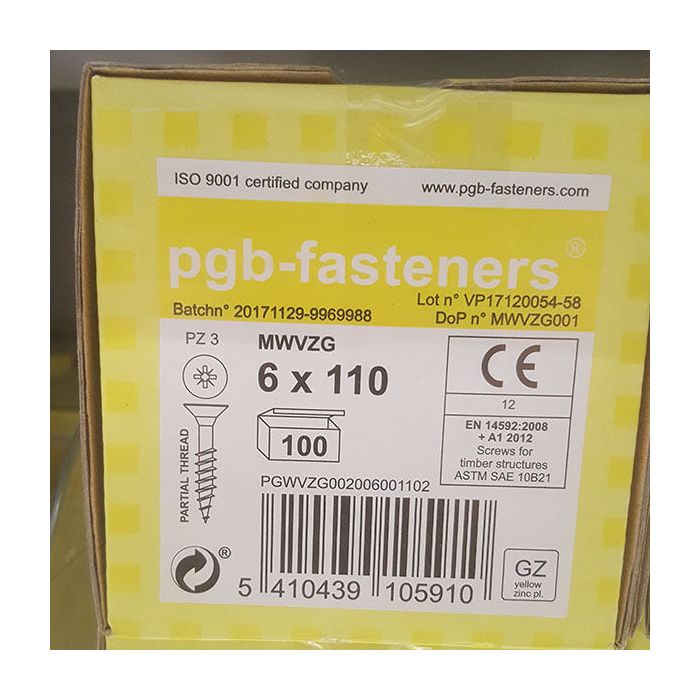 ISO 9001 certified company
www.pgb-fasteners.com
pgb-fasteners®
Batchn° 20171129-9969988
Lot n° VP17120054-58
DoP n° MWVZG001
PZ 3
MWVZG
6 x 110
100
PARTIAL THREAD
CE
12
EN 14592:2008
+ A1 2012
Screws for
timber structures
ASTM SAE 10B21
PGWVZG002006001102
®
5 410439 105910
GZ
yellow
zinc pl.